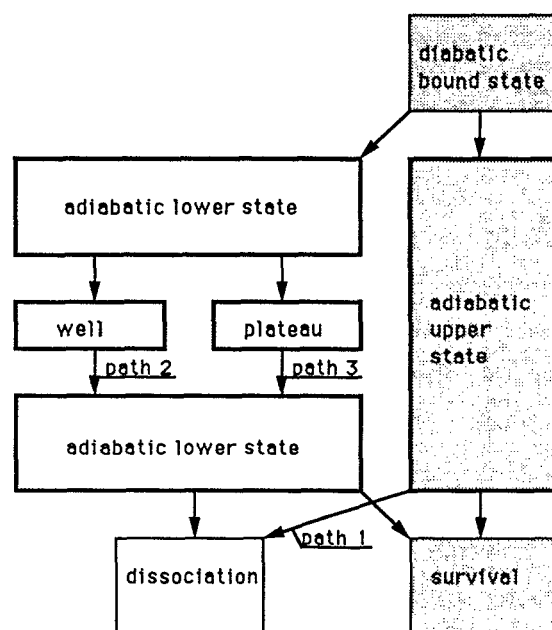 diabatic
bound state
adiabatic lower state
adiabatic
upper
state
well
plateau
path 2
path 3
adiabatic lower state
path 1
dissociation
survival